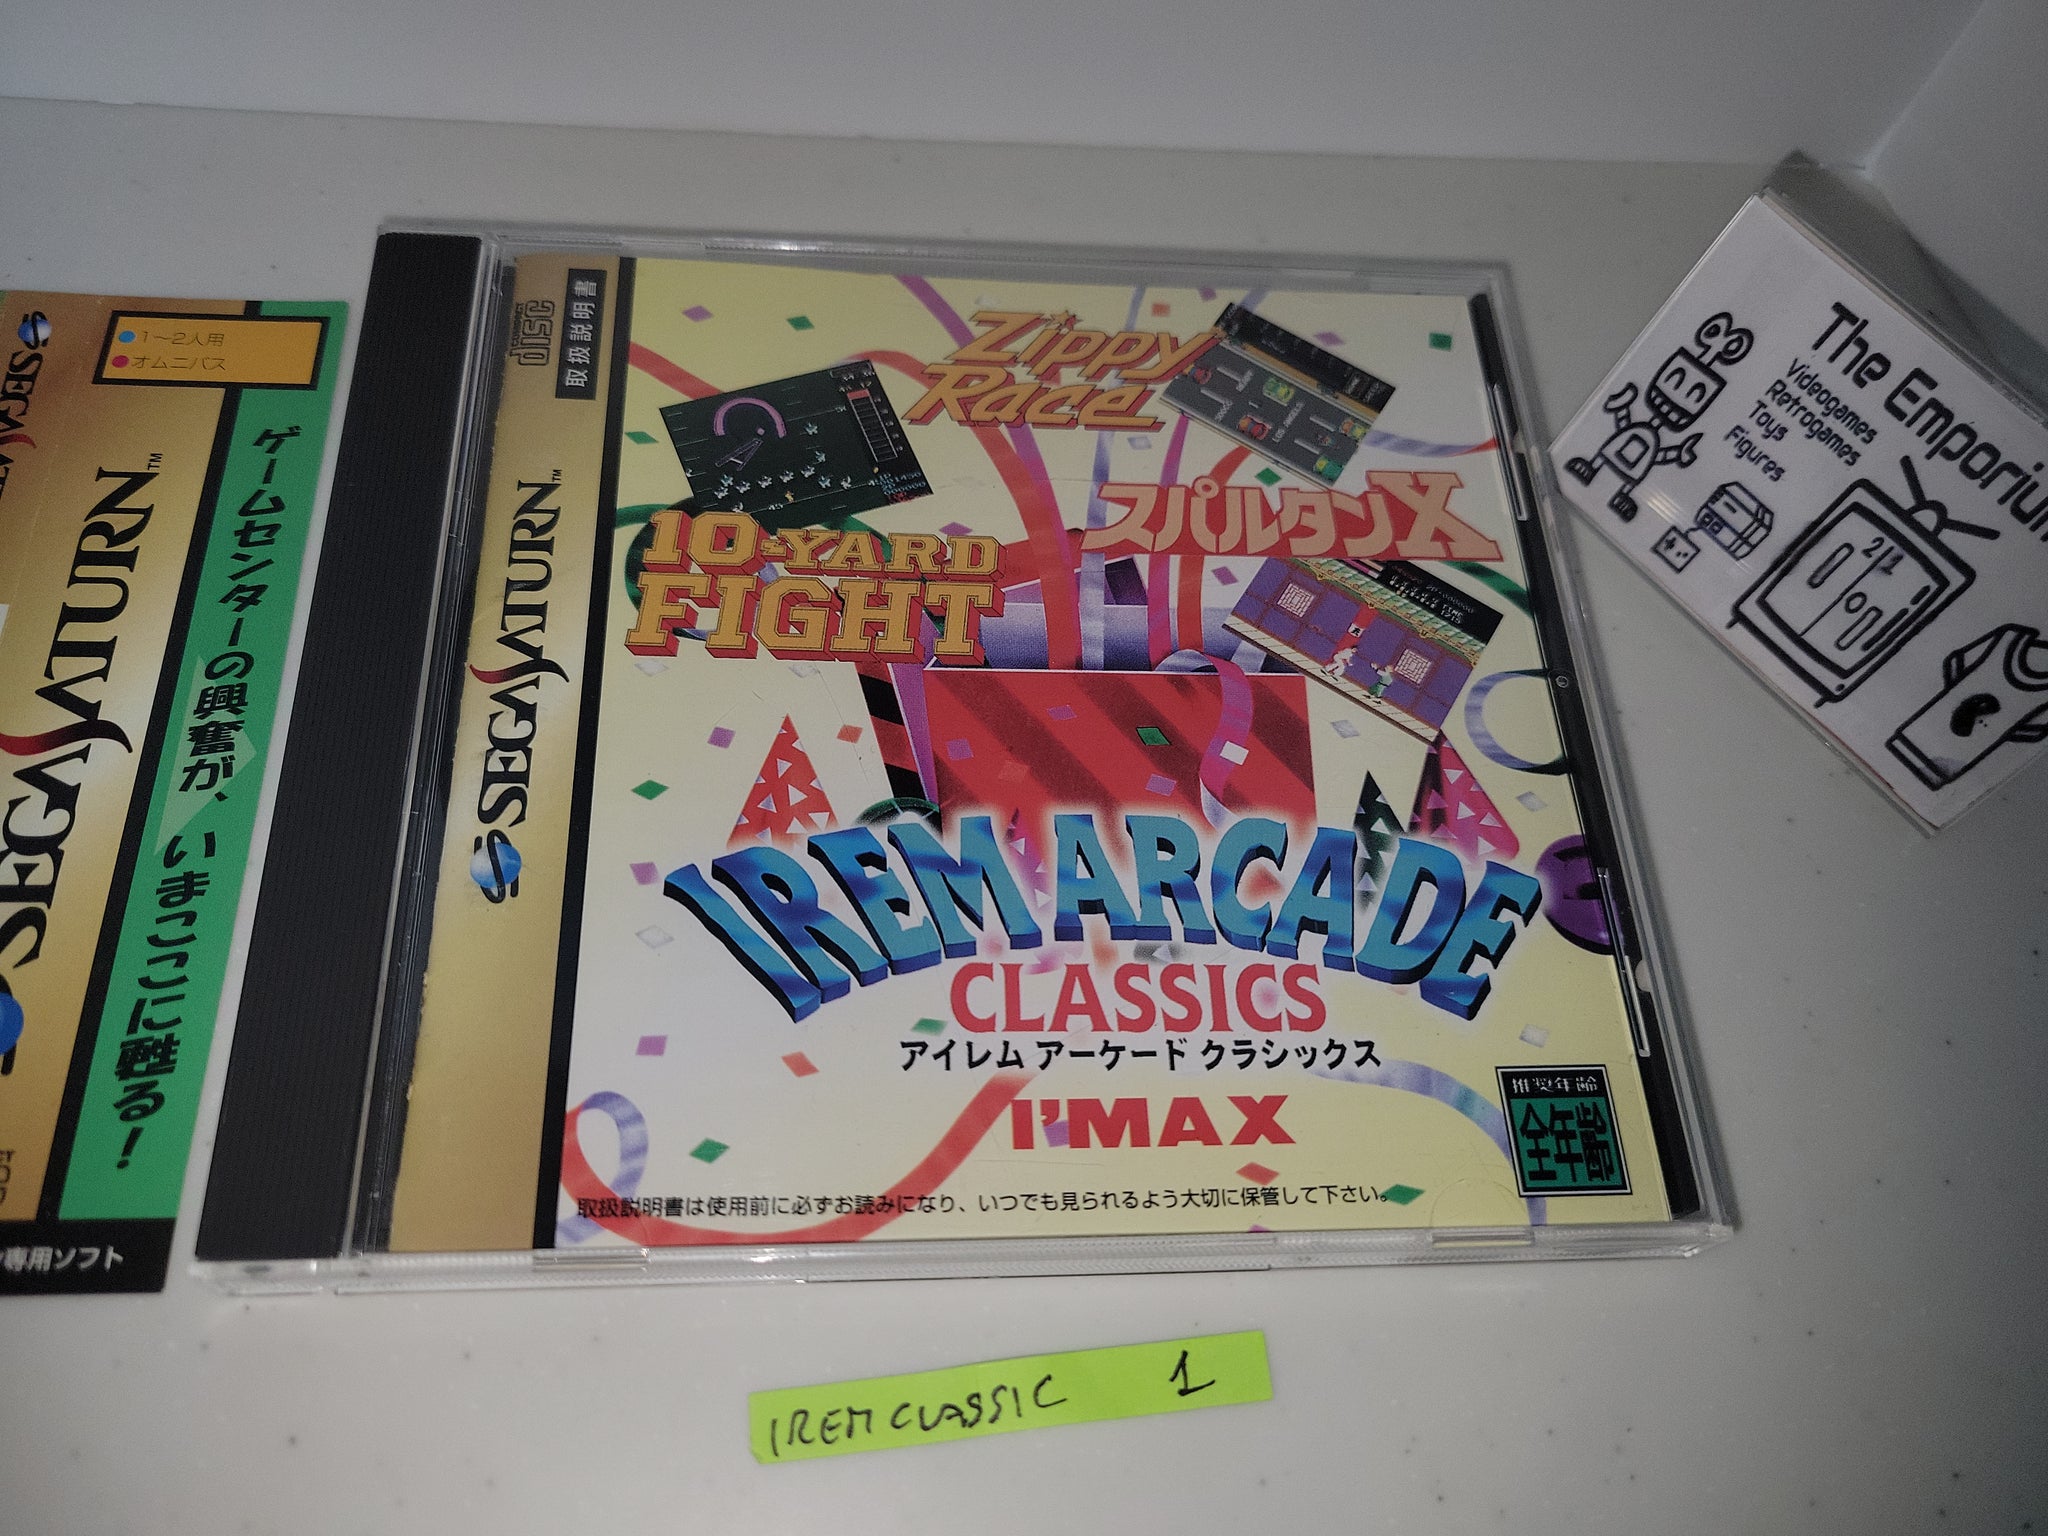 1〜2人用
オムニバス
SEGA SATURN™
ゲームセンターの興奮が、いまここに甦る！
専用ソフト
COMPACT
disc
取扱説明書
SEGA SATURN™
Zippy
Race
10-YARD
FIGHT
スパルタンX
IREM ARCADE
CLASSICS
アイレム アーケード クラシックス
I'MAX
推奨年齢
全年齢
取扱説明書は使用前に必ずお読みになり、いつでも見られるよう大切に保管して下さい。
The Emporium
Videogames
Retrogames
Toys
Figures
21
IREM CLASSIC 1